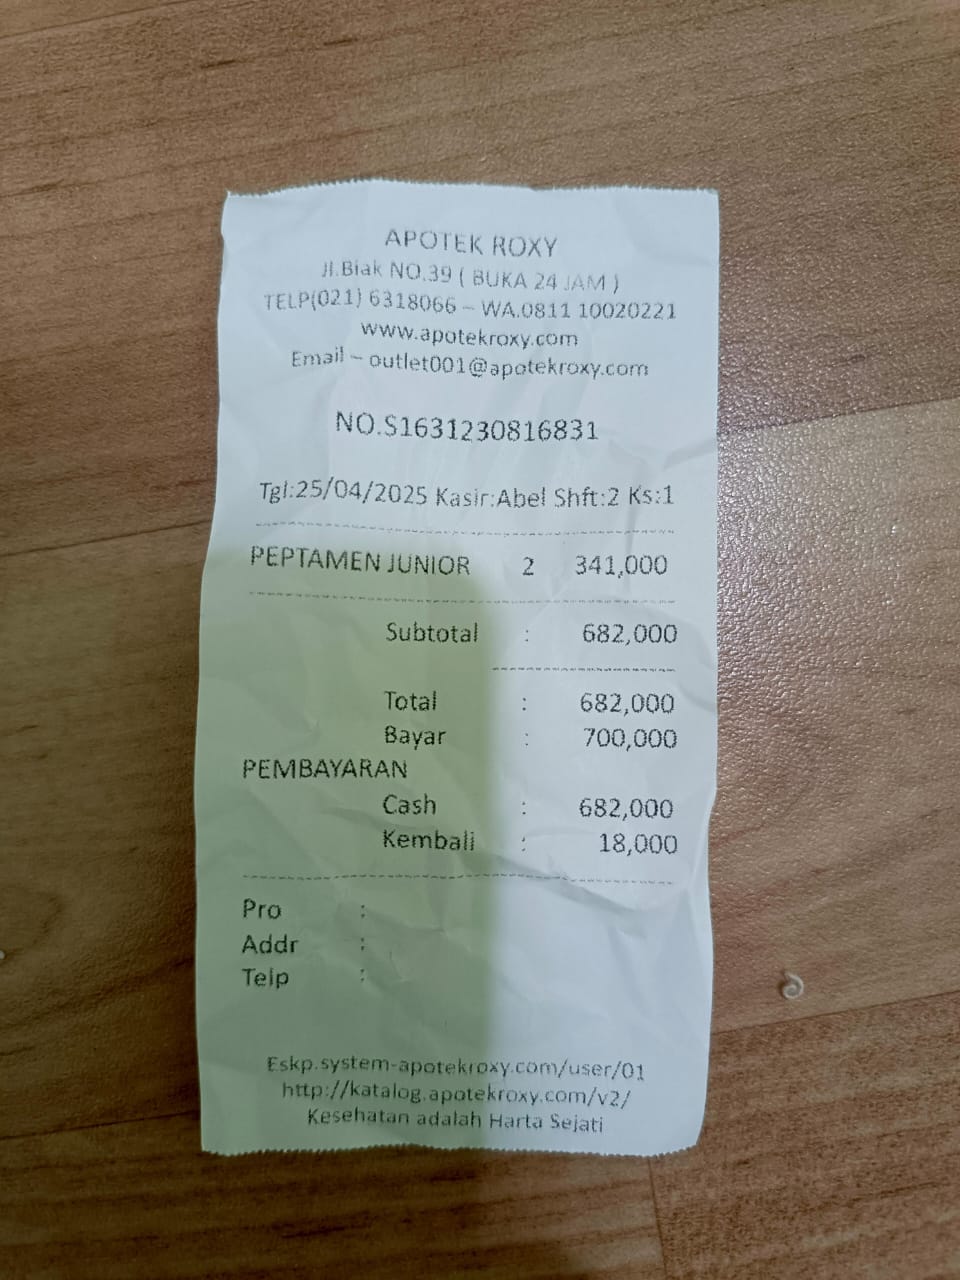 APOTEK ROXY
Jl.Biak NO.39 ( BUKA 24 JAM )
TELP(021) 6318066 – WA.0811 10020221
www.apotekroxy.com
Email – outlet001@apotekroxy.com
NO.S1631230816831
Tgl:25/04/2025 Kasir:Abel Shft:2 Ks:1
PEPTAMEN JUNIOR 2 341,000
Subtotal : 682,000
Total : 682,000
Bayar : 700,000
PEMBAYARAN
Cash : 682,000
Kembali : 18,000
Pro :
Addr :
Telp :
Eskp.system-apotekroxy.com/user/01
http://katalog.apotekroxy.com/v2/
Kesehatan adalah Harta Sejati